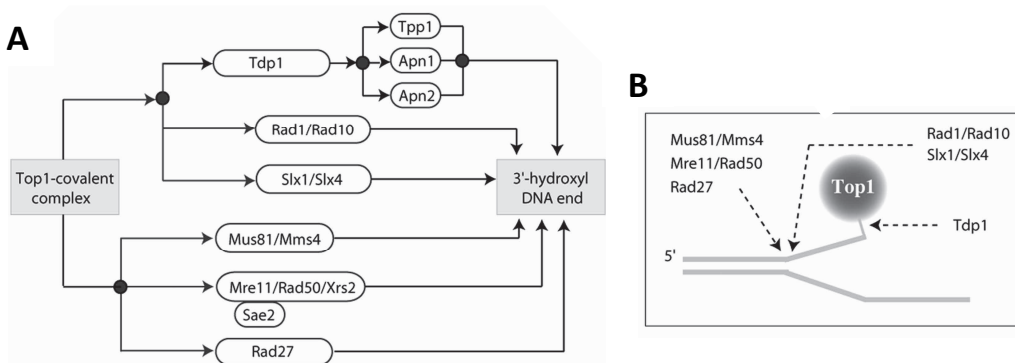 A
Tpp1
Tdp1
Apn1
Apn2
Rad1/Rad10
Top1-covalent
complex
Slx1/Slx4
3'-hydroxyl
DNA end
Mus81/Mms4
Mre11/Rad50/Xrs2
Sae2
Rad27
B
Mus81/Mms4
Mre11/Rad50
Rad27
Rad1/Rad10
Slx1/Slx4
Top1
Tdp1
5'